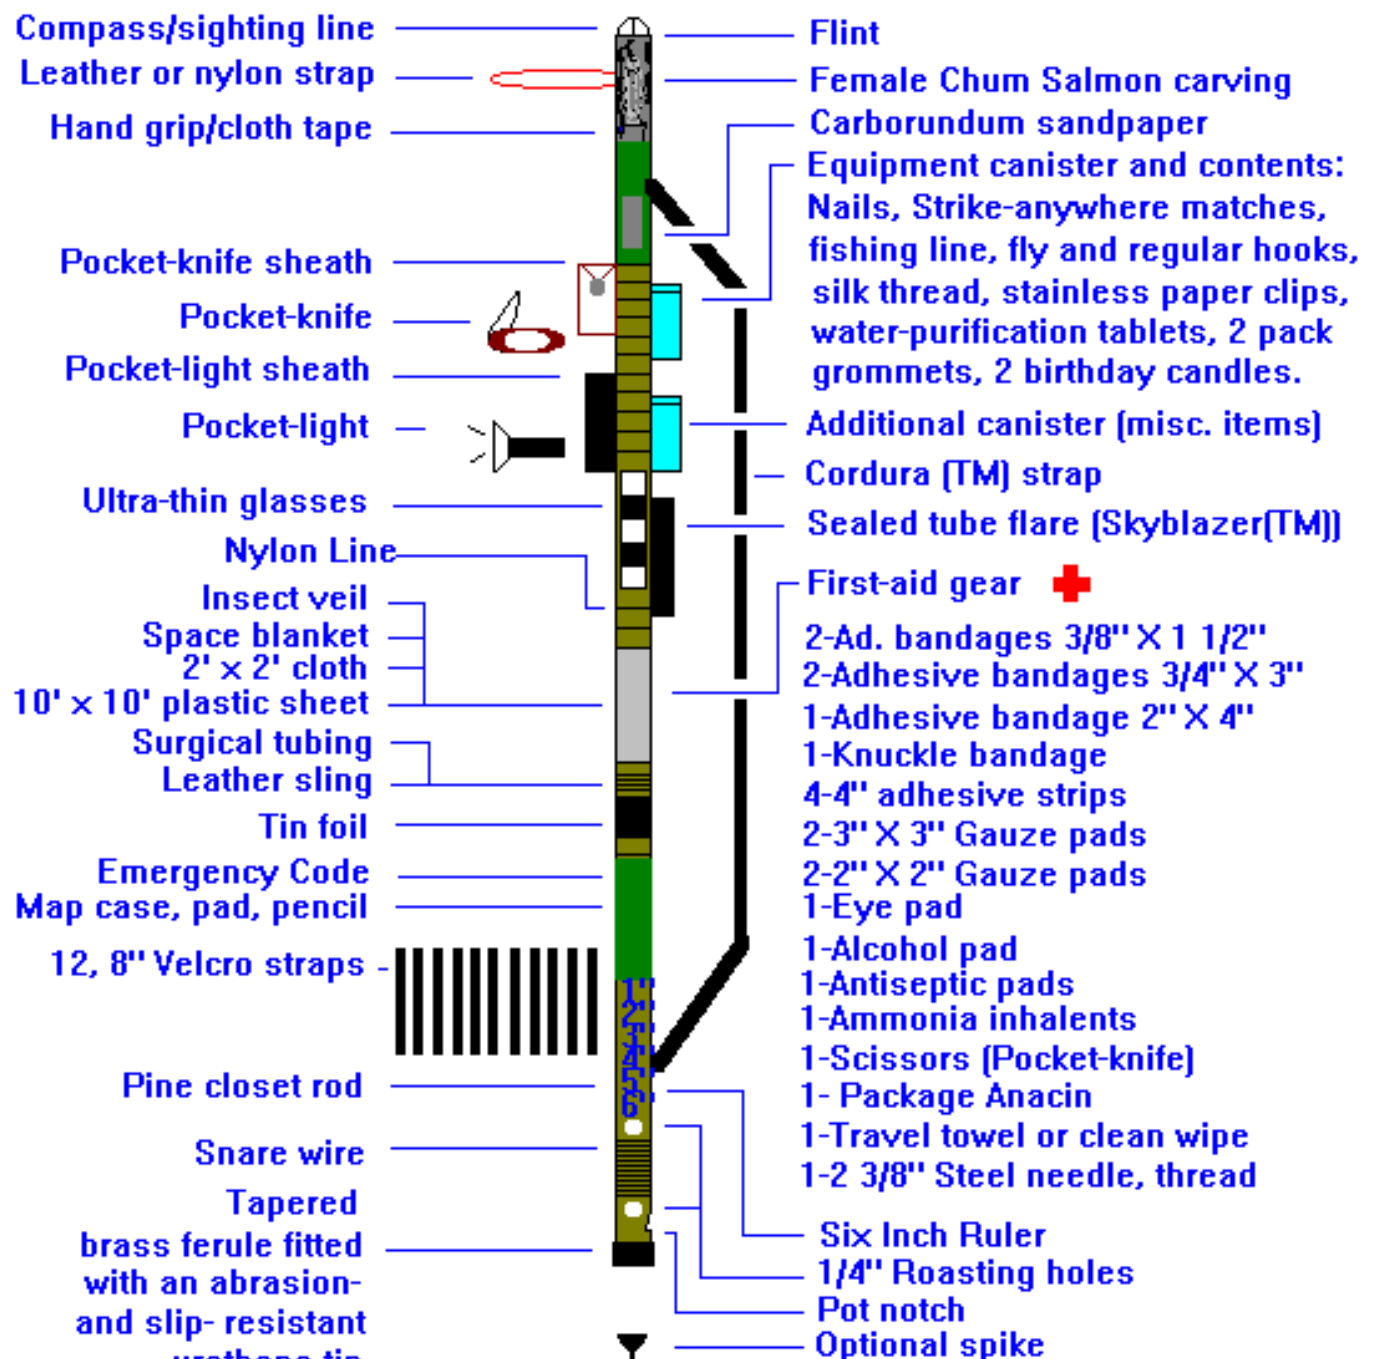 Compass/sighting line
Leather or nylon strap
Hand grip/cloth tape
Pocket-knife sheath
Pocket-knife
Pocket-light sheath
Pocket-light
Ultra-thin glasses
Nylon Line
Insect veil
Space blanket
2' x 2' cloth
10' x 10' plastic sheet
Surgical tubing
Leather sling
Tin foil
Emergency Code
Map case, pad, pencil
12, 8" Velcro straps
Pine closet rod
Snare wire
Tapered
brass ferule fitted
with an abrasion-
and slip- resistant
urethane tip
1"
2"
3"
4"
5"
6"
Flint
Female Chum Salmon carving
Carborundum sandpaper
Equipment canister and contents:
Nails, Strike-anywhere matches,
fishing line, fly and regular hooks,
silk thread, stainless paper clips,
water-purification tablets, 2 pack
grommets, 2 birthday candles.
Additional canister (misc. items)
Cordura (TM) strap
Sealed tube flare (Skyblazer(TM))
First-aid gear
2-Ad. bandages 3/8" X 1 1/2"
2-Adhesive bandages 3/4" X 3"
1-Adhesive bandage 2" X 4"
1-Knuckle bandage
4-4" adhesive strips
2-3" X 3" Gauze pads
2-2" X 2" Gauze pads
1-Eye pad
1-Alcohol pad
1-Antiseptic pads
1-Ammonia inhalents
1-Scissors (Pocket-knife)
1- Package Anacin
1-Travel towel or clean wipe
1-2 3/8" Steel needle, thread
Six Inch Ruler
1/4" Roasting holes
Pot notch
Optional spike